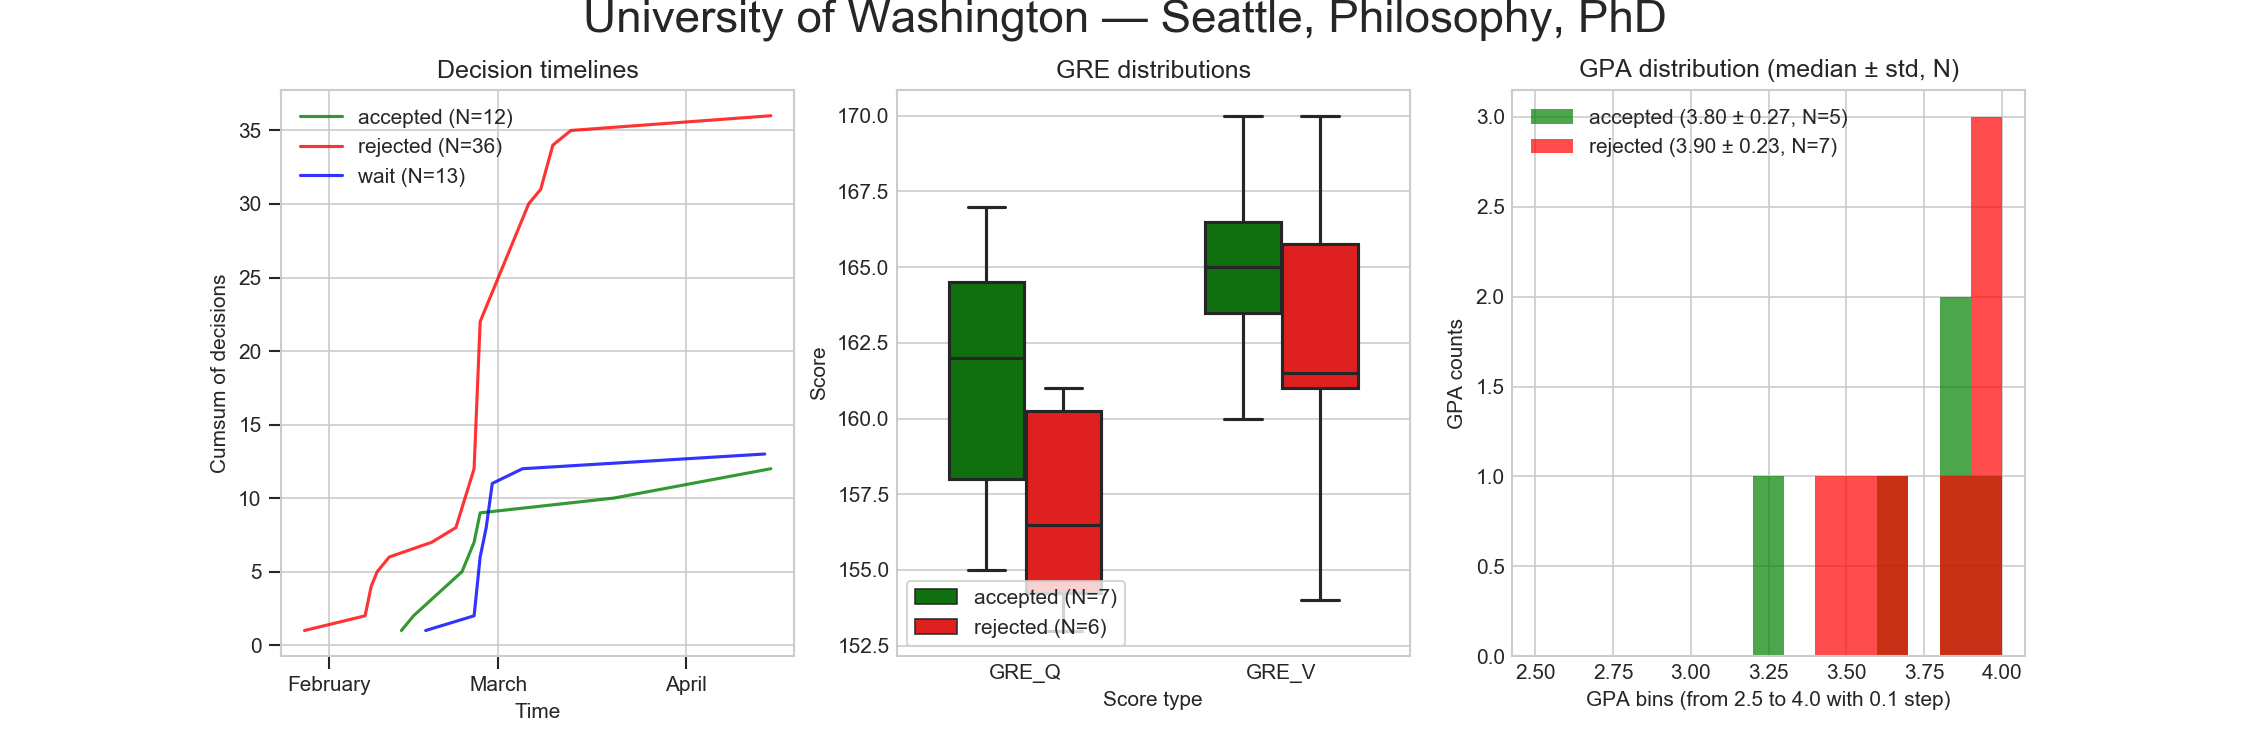 University of Washington — Seattle, Philosophy, PhD
Decision timelines
accepted (N=12)
rejected (N=36)
wait (N=13)
35
30
25
20
15
10
5
0
Cumsum of decisions
February
March
April
Time
GRE distributions
170.0
167.5
165.0
162.5
160.0
157.5
155.0
152.5
Score
accepted (N=7)
rejected (N=6)
GRE_Q
GRE_V
Score type
GPA distribution (median ± std, N)
accepted (3.80 ± 0.27, N=5)
rejected (3.90 ± 0.23, N=7)
3.0
2.5
2.0
1.5
1.0
0.5
0.0
GPA counts
2.50
2.75
3.00
3.25
3.50
3.75
4.00
GPA bins (from 2.5 to 4.0 with 0.1 step)